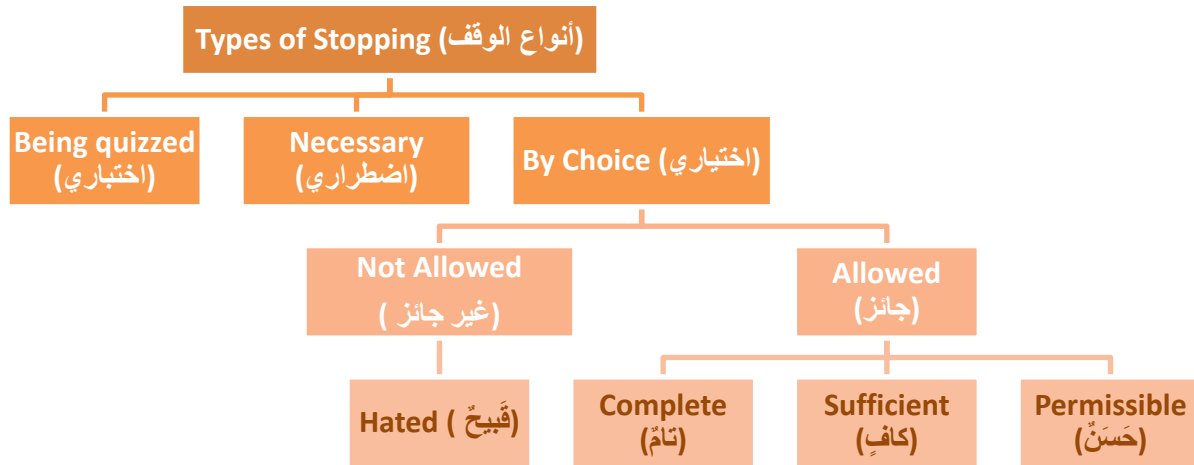 Types of Stopping (أنواع الوقف)
Being quizzed
(اختباري)
Necessary
(اضطراري)
By Choice (اختياري)
Not Allowed
(غير جائز )
Allowed
(جائز)
Hated ( قَبيحٌ)
Complete
(تامٌ)
Sufficient
(كافٍ)
Permissible
(حَسَنٌ)